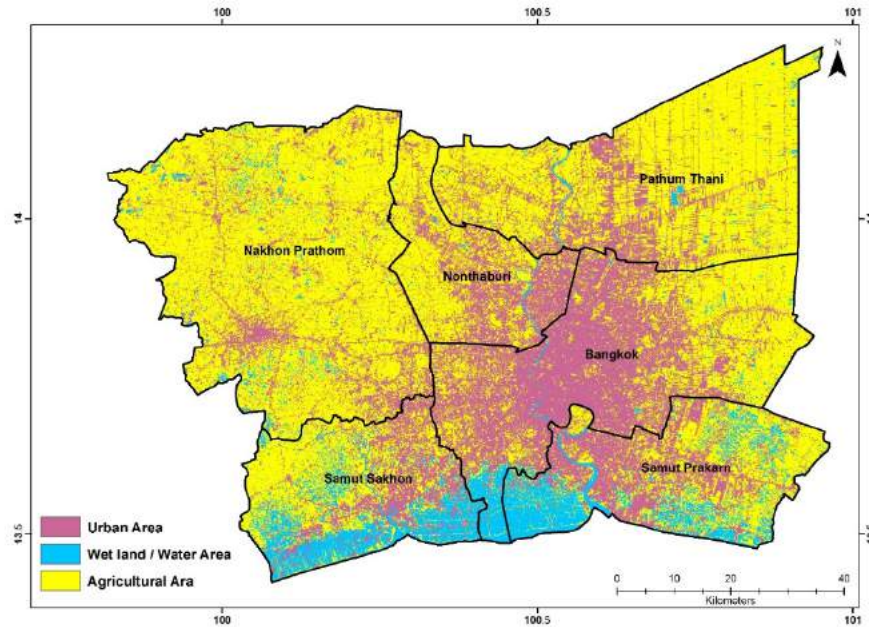 100 100.5 101
N
Pathum Thani
14
Nakhon Prathom
Nonthaburi
Bangkok
Samut Sakhon
Samut Prakarn
13.5
Urban Area
Wet land / Water Area
Agricultural Ara
0 10 20 40
Kilometers
100 100.5 101